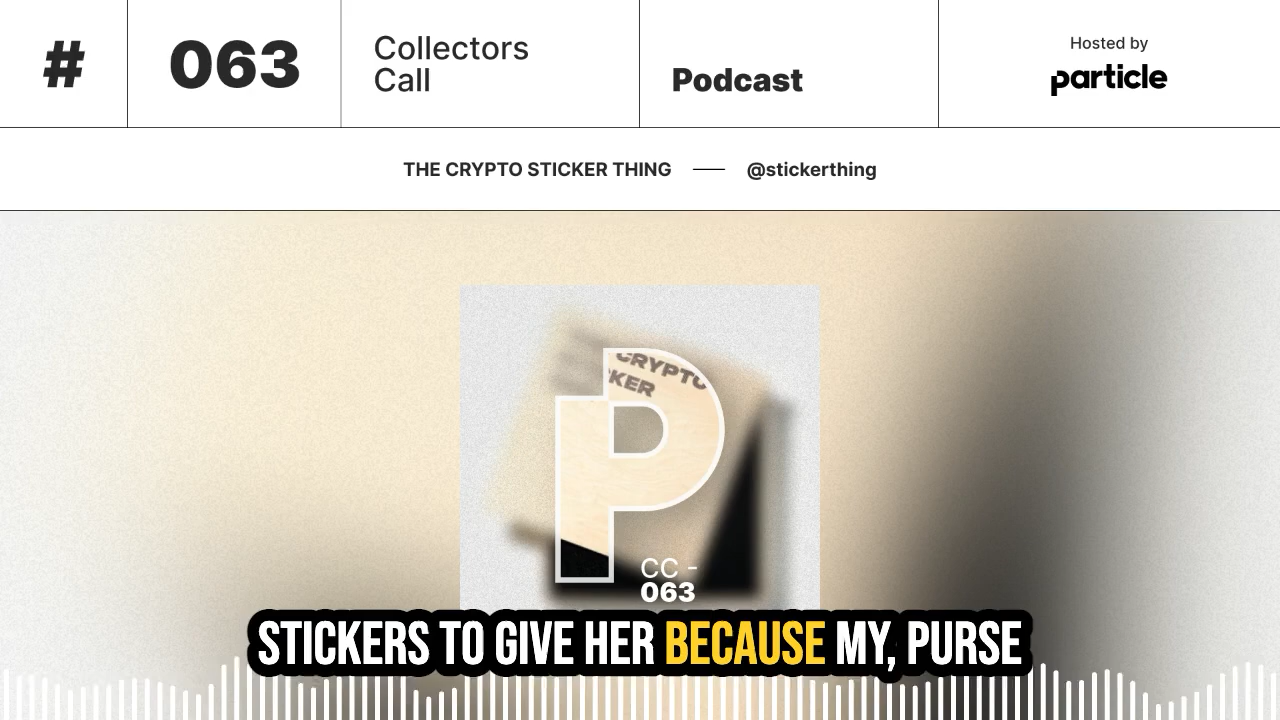 #
063
Collectors
Call
Podcast
Hosted by
particle
THE CRYPTO STICKER THING — @stickerthing
CRYPTO
KER
P
CC -
063
STICKERS TO GIVE HER BECAUSE MY, PURSE